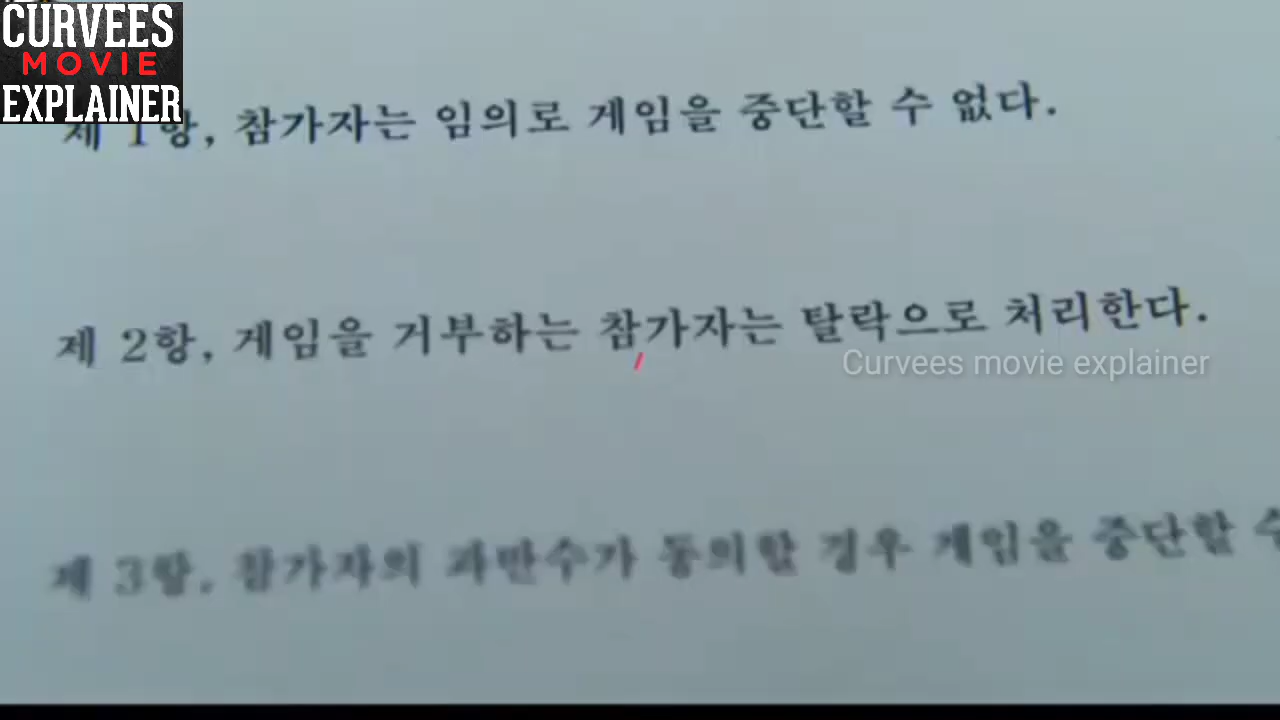 CURVEES
MOVIE
EXPLAINER
제 1항, 참가자는 임의로 게임을 중단할 수 없다.
제 2항, 게임을 거부하는 참가자는 탈락으로 처리한다.
Curvees movie explainer
제 3항, 참가자의 과반수가 동의할 경우 게임을 중단할 수